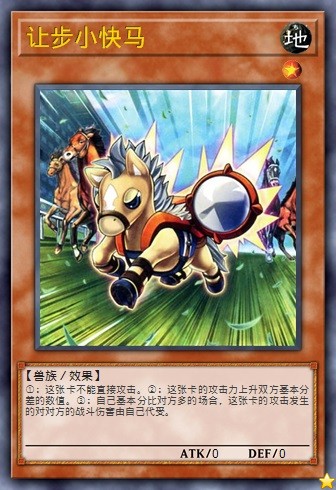 让步小快马
地
【兽族／效果】
①：这张卡不能直接攻击。②：这张卡的攻击力上升双方基本分
差的数值。③：自己基本分比对方多的场合，这张卡的攻击发生
的对对方的战斗伤害由自己代受。
ATK/0 DEF/0